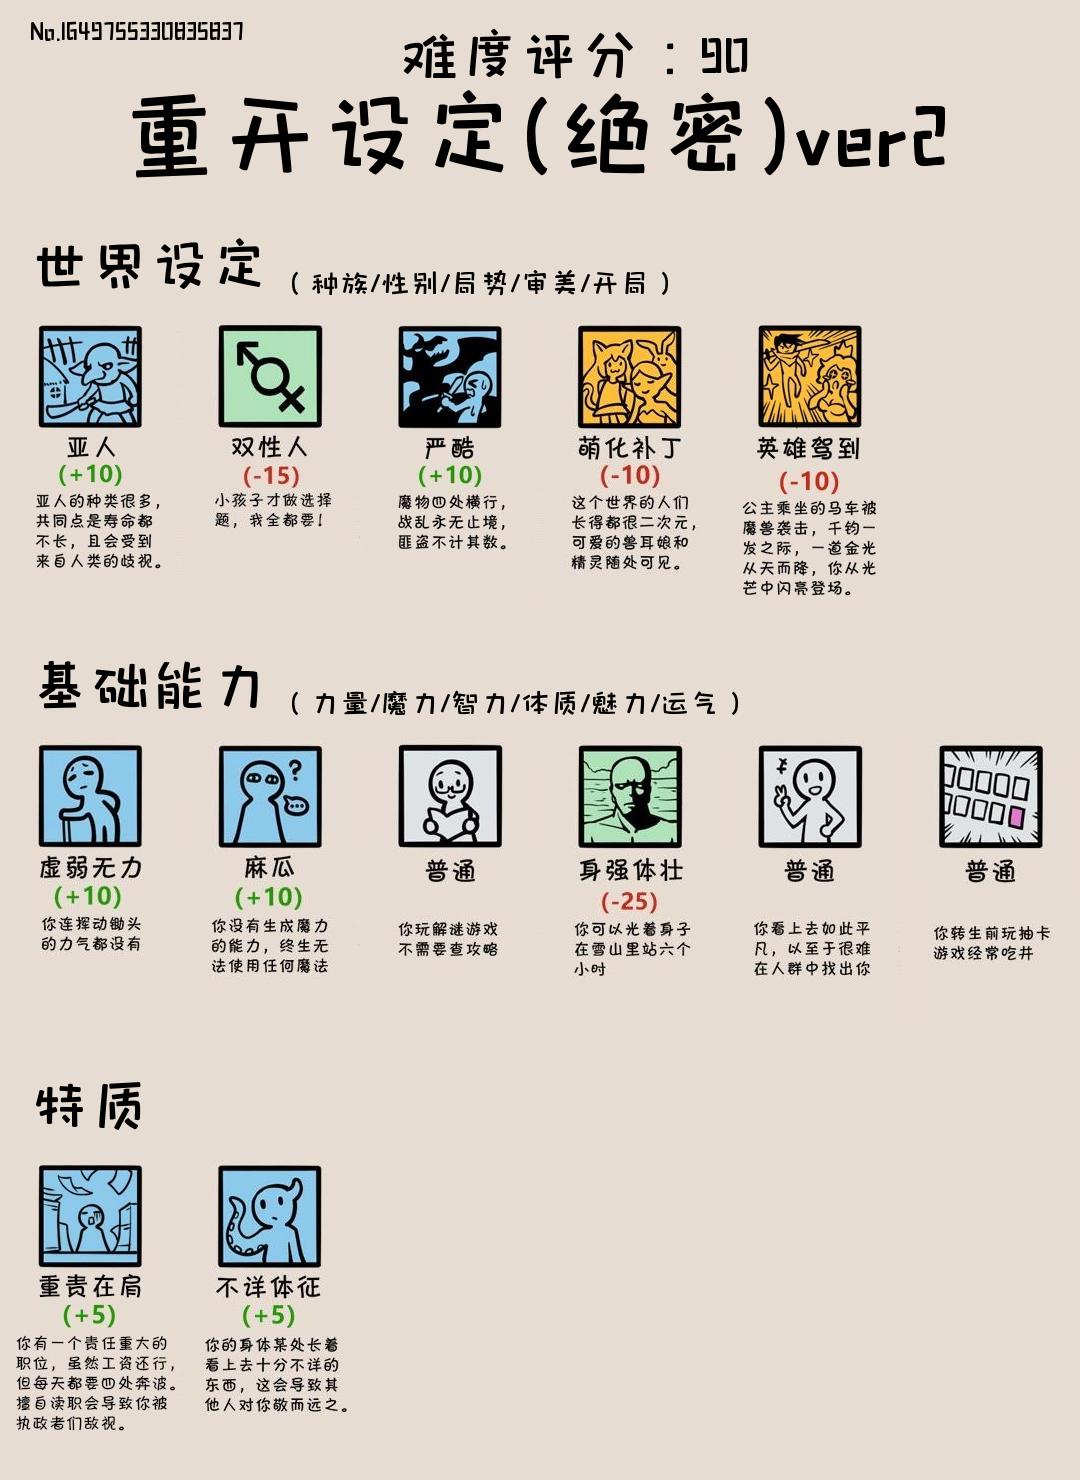 No.1649755330835837
难度评分：90
重开设定(绝密)ver2
世界设定 （种族/性别/局势/审美/开局）
亚人
(+10)
亚人的种类很多，
共同点是寿命都
不长，且会受到
来自人类的歧视。
双性人
(-15)
小孩子才做选择
题，我全都要！
严酷
(+10)
魔物四处横行，
战乱永无止境，
匪盗不计其数。
萌化补丁
(-10)
这个世界的人们
长得都很二次元，
可爱的兽耳娘和
精灵随处可见。
英雄驾到
(-10)
公主乘坐的马车被
魔兽袭击，千钧一
发之际，一道金光
从天而降，你从光
芒中闪亮登场。
基础能力 （力量/魔力/智力/体质/魅力/运气）
虚弱无力
(+10)
你连挥动锄头
的力气都没有
麻瓜
(+10)
你没有生成魔力
的能力，终生无
法使用任何魔法
普通
你玩解谜游戏
不需要查攻略
身强体壮
(-25)
你可以光着身子
在雪山里站六个
小时
普通
你看上去如此平
凡，以至于很难
在人群中找出你
普通
你转生前玩抽卡
游戏经常吃井
特质
重责在肩
(+5)
你有一个责任重大的
职位，虽然工资还行，
但每天都要四处奔波。
擅自渎职会导致你被
执政者们敌视。
不详体征
(+5)
你的身体某处长着
看上去十分不详的
东西，这会导致其
他人对你敬而远之。